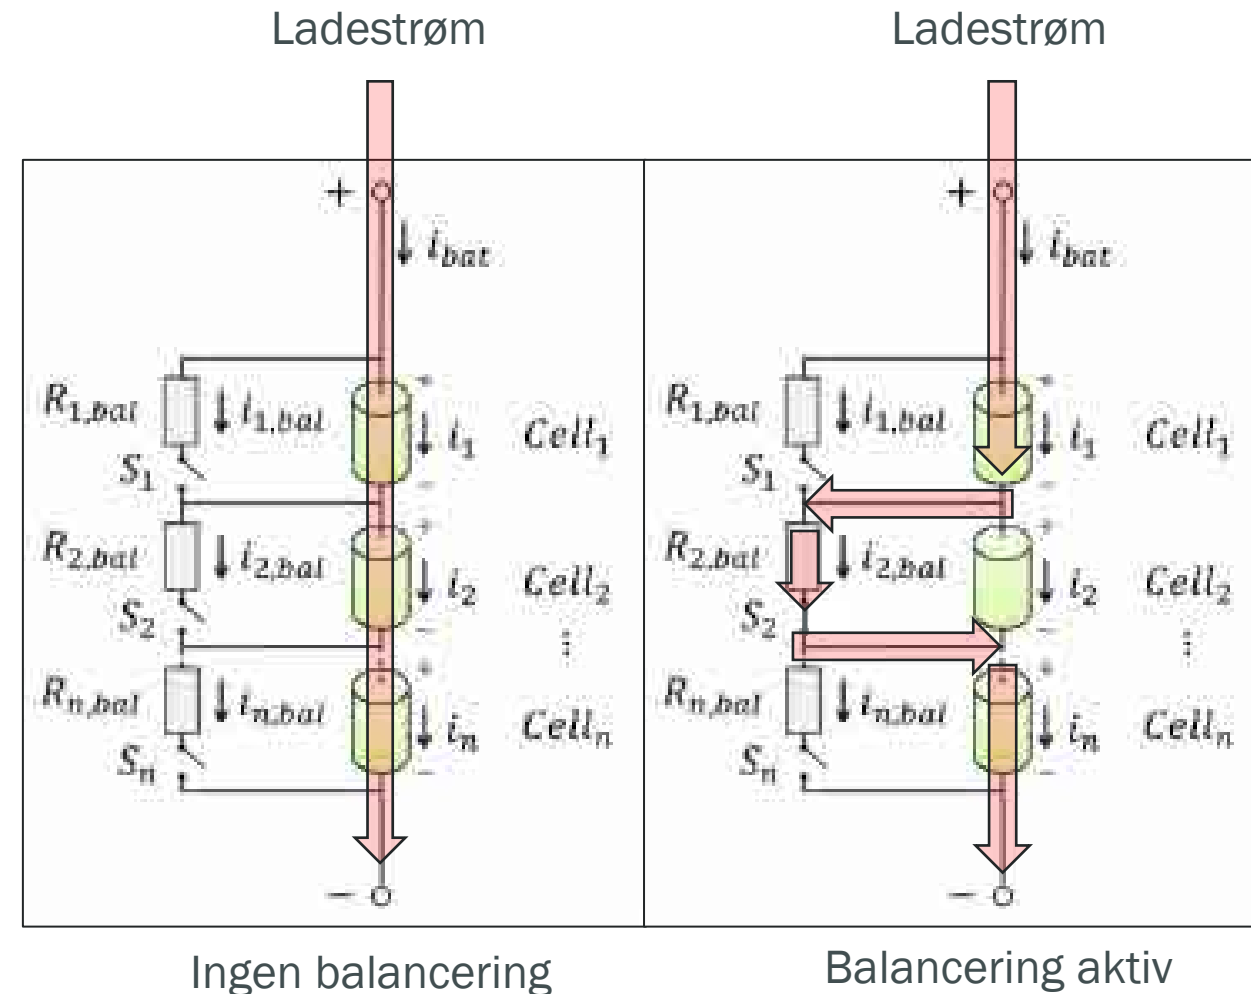 Ladestrøm
Ladestrøm
+
i_bat
R_1,bal
i_1,bal
+
i_1
Cell_1
S_1
−
R_2,bal
i_2,bal
+
i_2
Cell_2
S_2
−
⋮
R_n,bal
i_n,bal
+
i_n
Cell_n
S_n
−
−
+
i_bat
R_1,bal
i_1,bal
+
i_1
Cell_1
S_1
−
R_2,bal
i_2,bal
+
i_2
Cell_2
S_2
−
⋮
R_n,bal
i_n,bal
+
i_n
Cell_n
S_n
−
−
Ingen balancering
Balancering aktiv